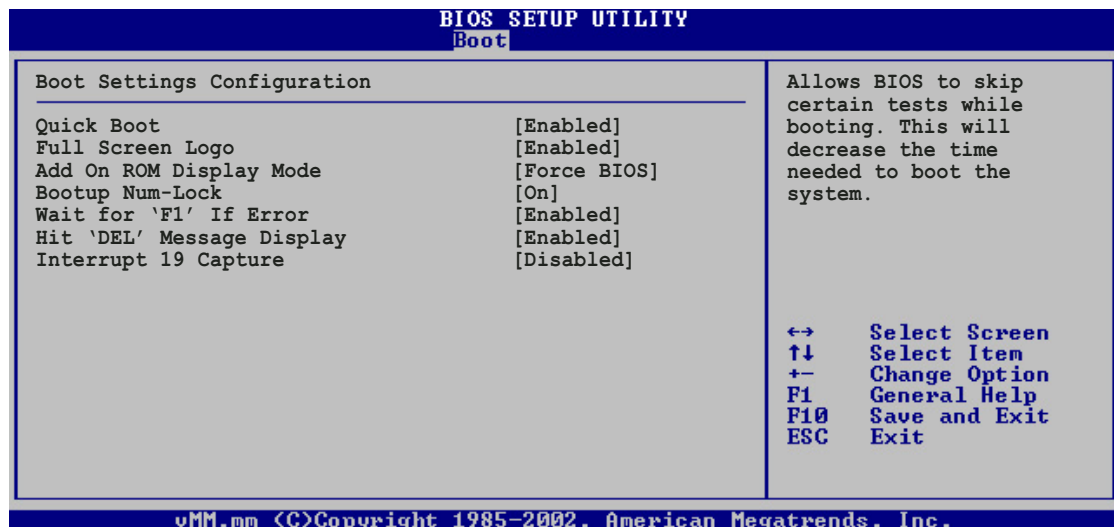 BIOS SETUP UTILITY
Boot
Boot Settings Configuration
Quick Boot [Enabled]
Full Screen Logo [Enabled]
Add On ROM Display Mode [Force BIOS]
Bootup Num-Lock [On]
Wait for ‘F1’ If Error [Enabled]
Hit ‘DEL’ Message Display [Enabled]
Interrupt 19 Capture [Disabled]
Allows BIOS to skip
certain tests while
booting. This will
decrease the time
needed to boot the
system.
←→ Select Screen
↑↓ Select Item
+- Change Option
F1 General Help
F10 Save and Exit
ESC Exit
vMM.mm (C)Copyright 1985-2002, American Megatrends, Inc.